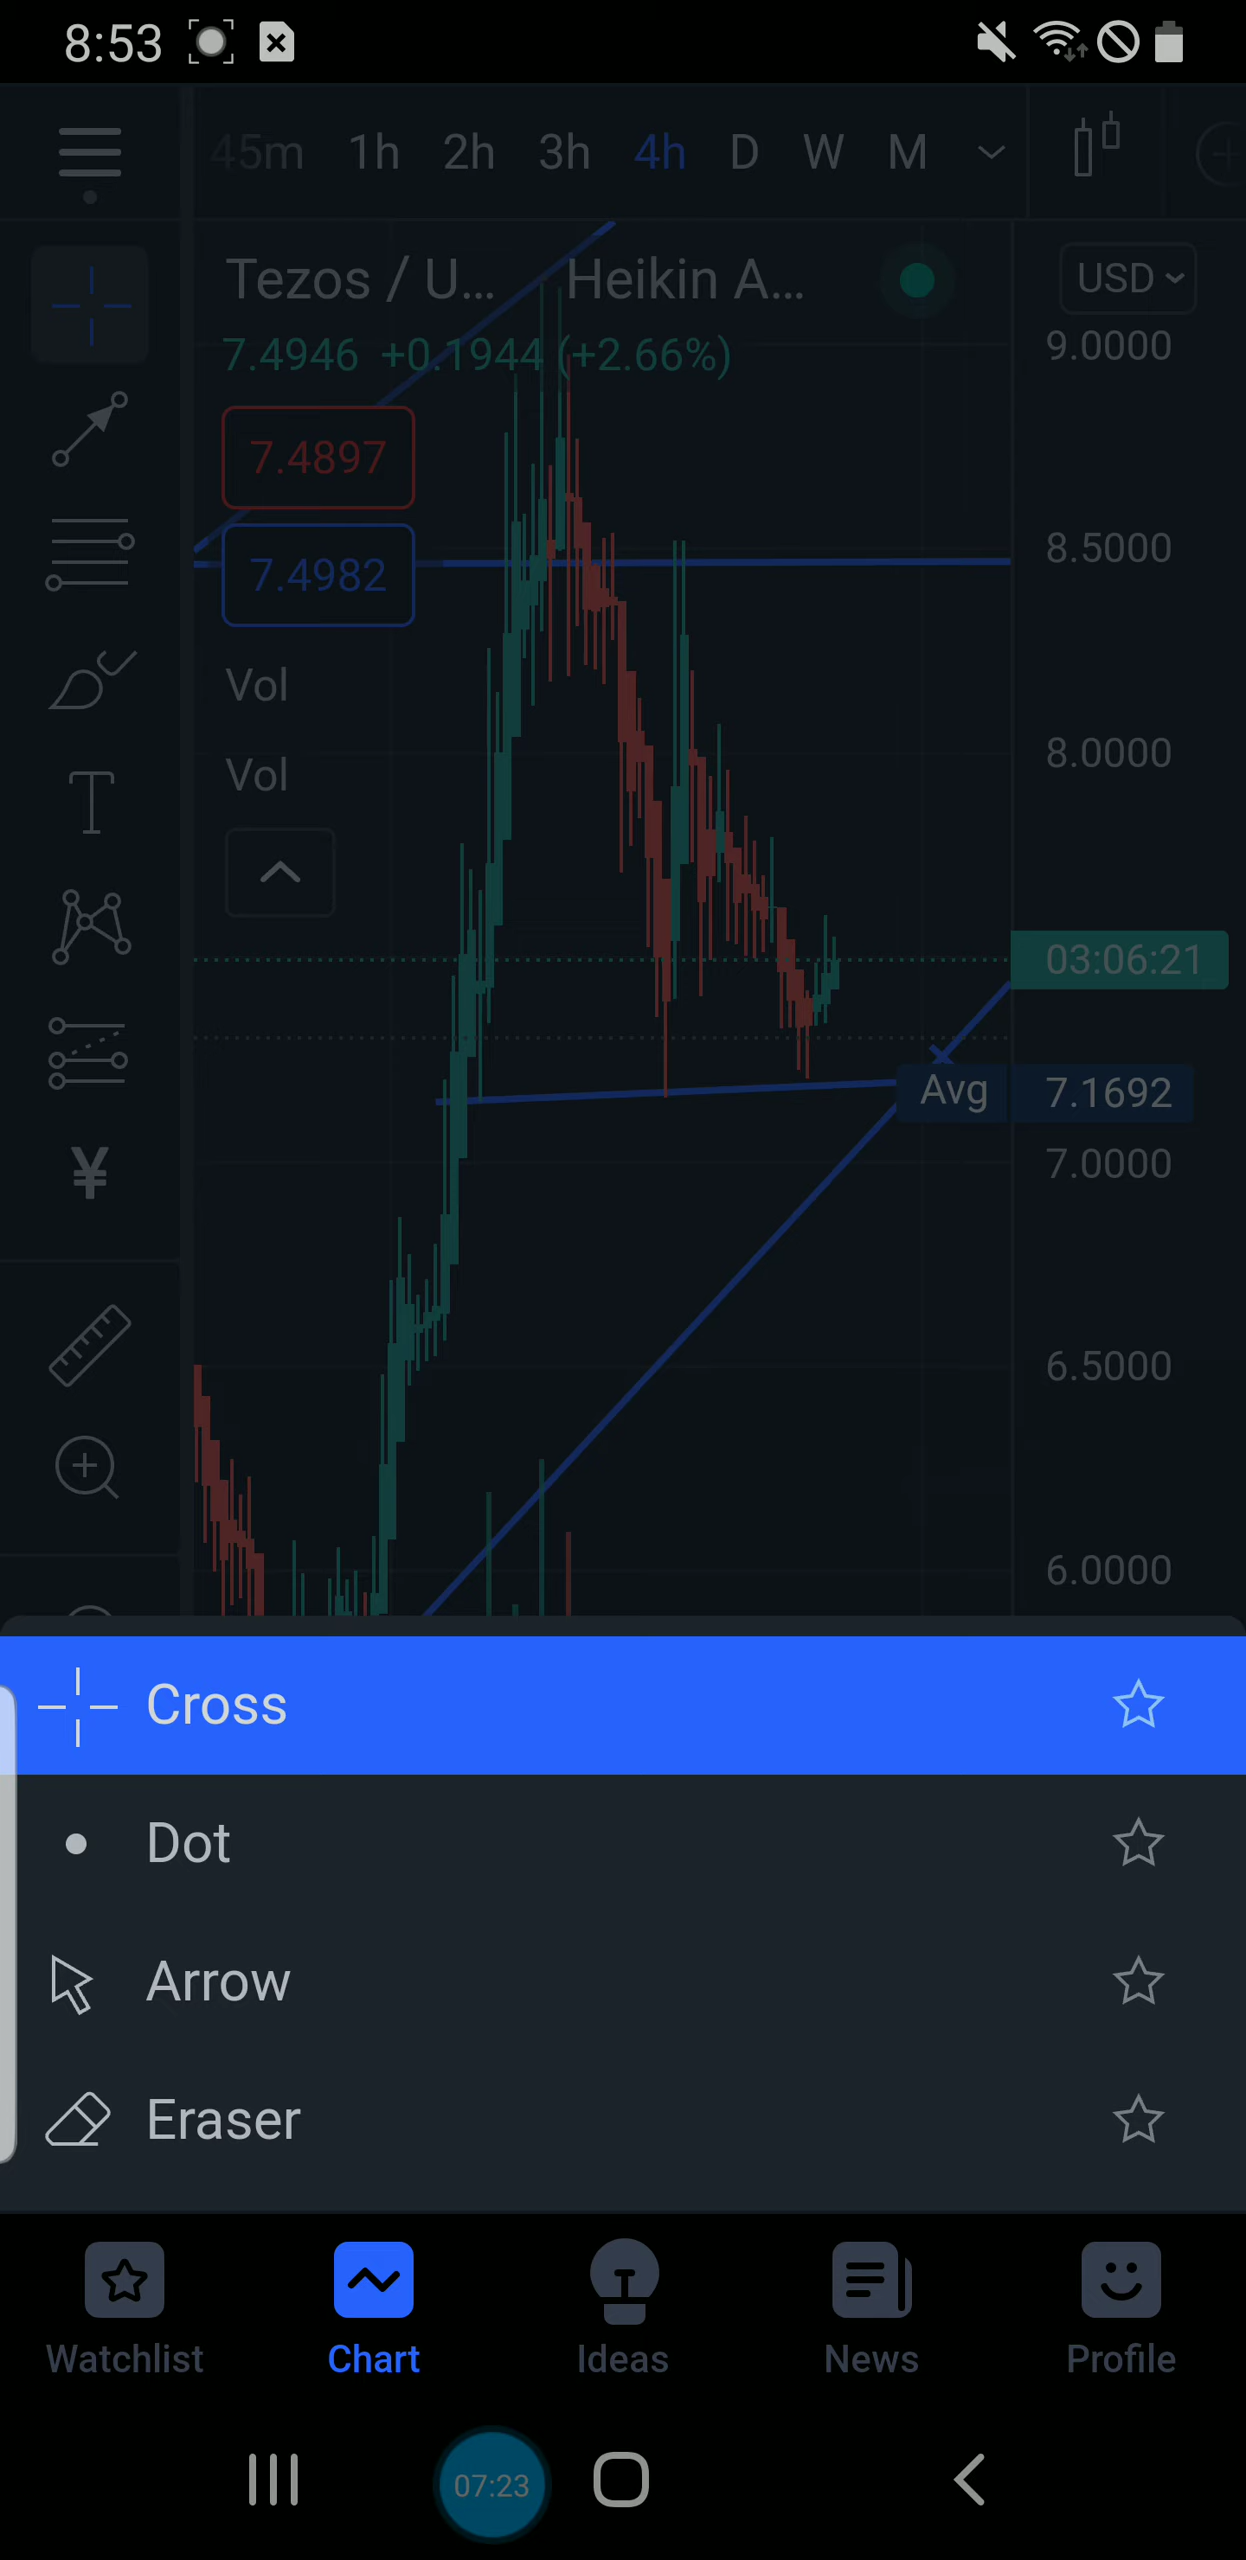 8:53
45m 1h 2h 3h 4h D W M
Tezos / U... Heikin A... USD
7.4946 +0.1944 (+2.66%)
9.0000
7.4897
8.5000
7.4982
Vol
8.0000
Vol
T
03:06:21
Avg 7.1692
7.0000
¥
6.5000
6.0000
Cross
Dot
Arrow
Eraser
Watchlist Chart Ideas News Profile
07:23